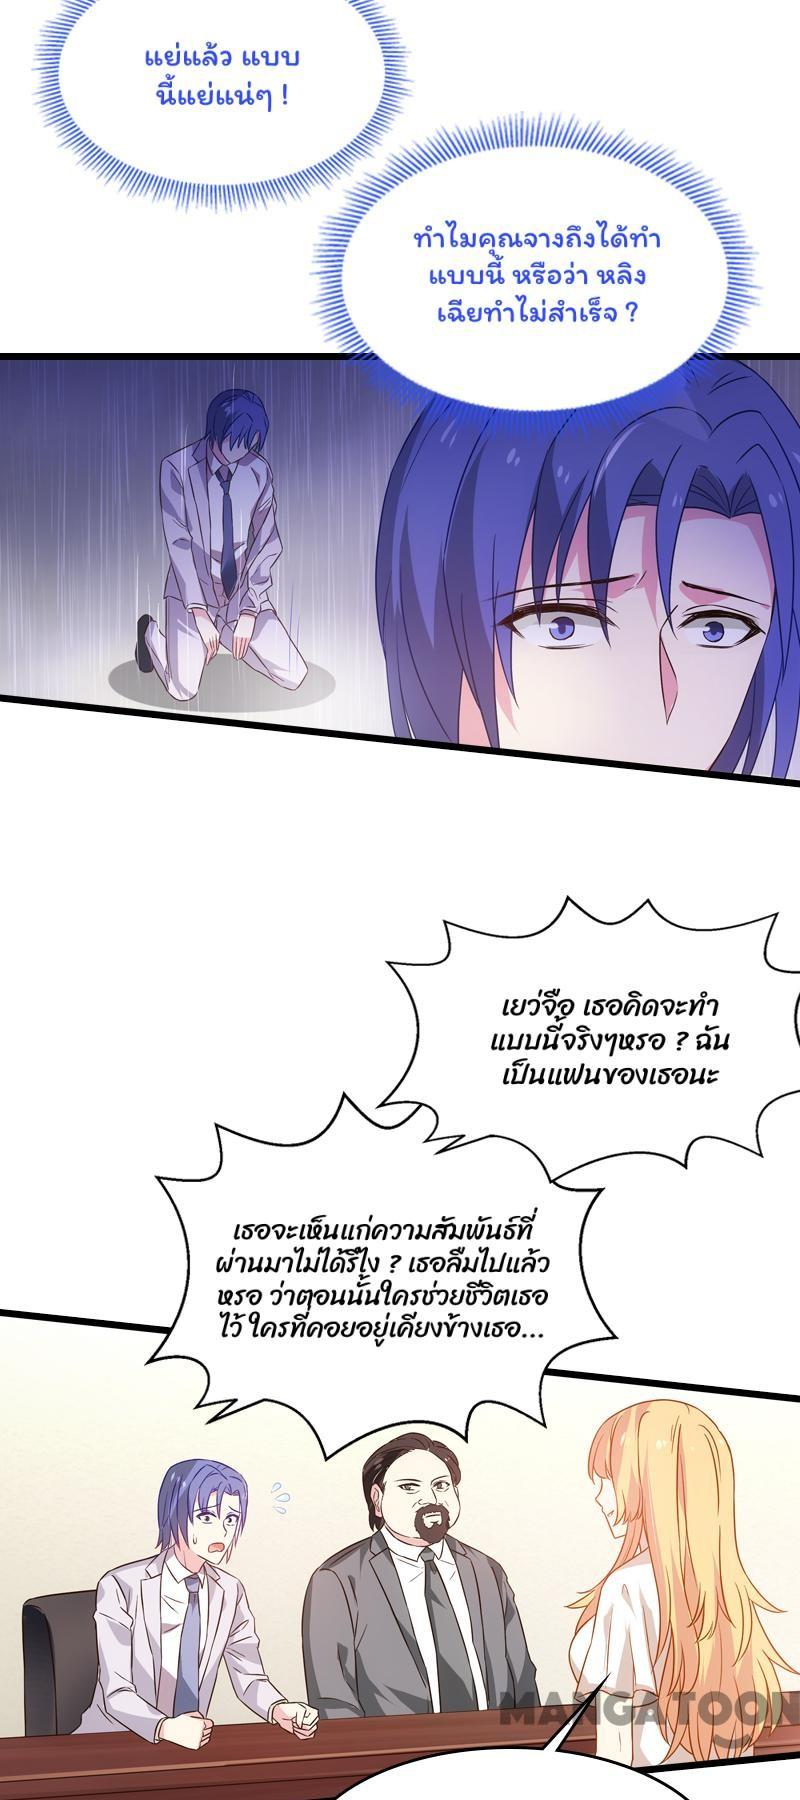 แย่แล้ว แบบ
นี้แย่แน่ๆ !
ทำไมคุณจางถึงได้ทำ
แบบนี้ หรือว่า หลิง
เฉียทำไม่สำเร็จ ?
เยว่จือ เธอคิดจะทำ
แบบนี้จริงๆหรอ ? ฉัน
เป็นแฟนของเธอนะ
เธอจะเห็นแก่ความสัมพันธ์ที่
ผ่านมาไม่ได้รึไง ? เธอลืมไปแล้ว
หรอ ว่าตอนนั้นใครช่วยชีวิตเธอ
ไว้ ใครที่คอยอยู่เคียงข้างเธอ...
MANGATOON